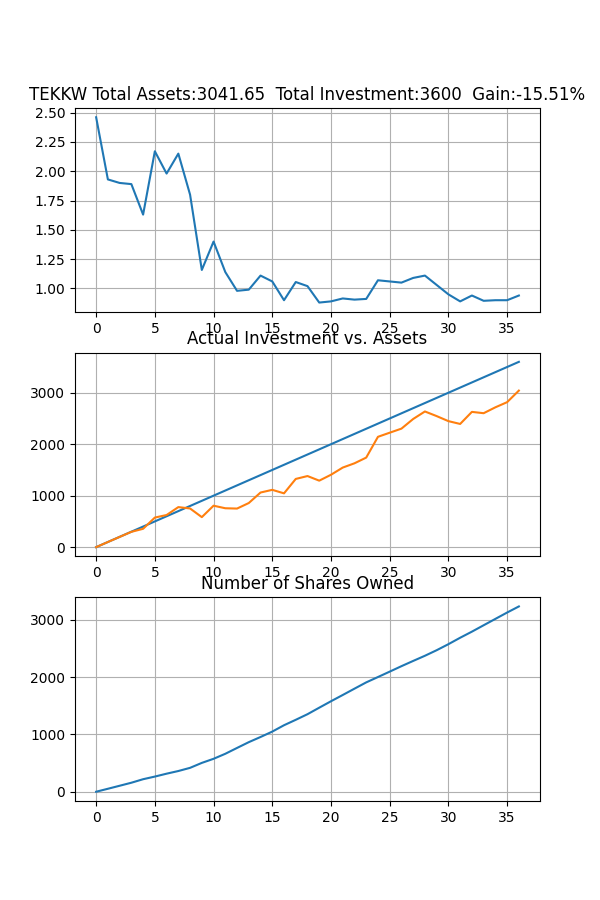 TEKKW Total Assets:3041.65  Total Investment:3600  Gain:-15.51%
2.50
2.25
2.00
1.75
1.50
1.25
1.00
0 5 10 15 20 25 30 35
Actual Investment vs. Assets
3000
2000
1000
0
0 5 10 15 20 25 30 35
Number of Shares Owned
3000
2000
1000
0
0 5 10 15 20 25 30 35